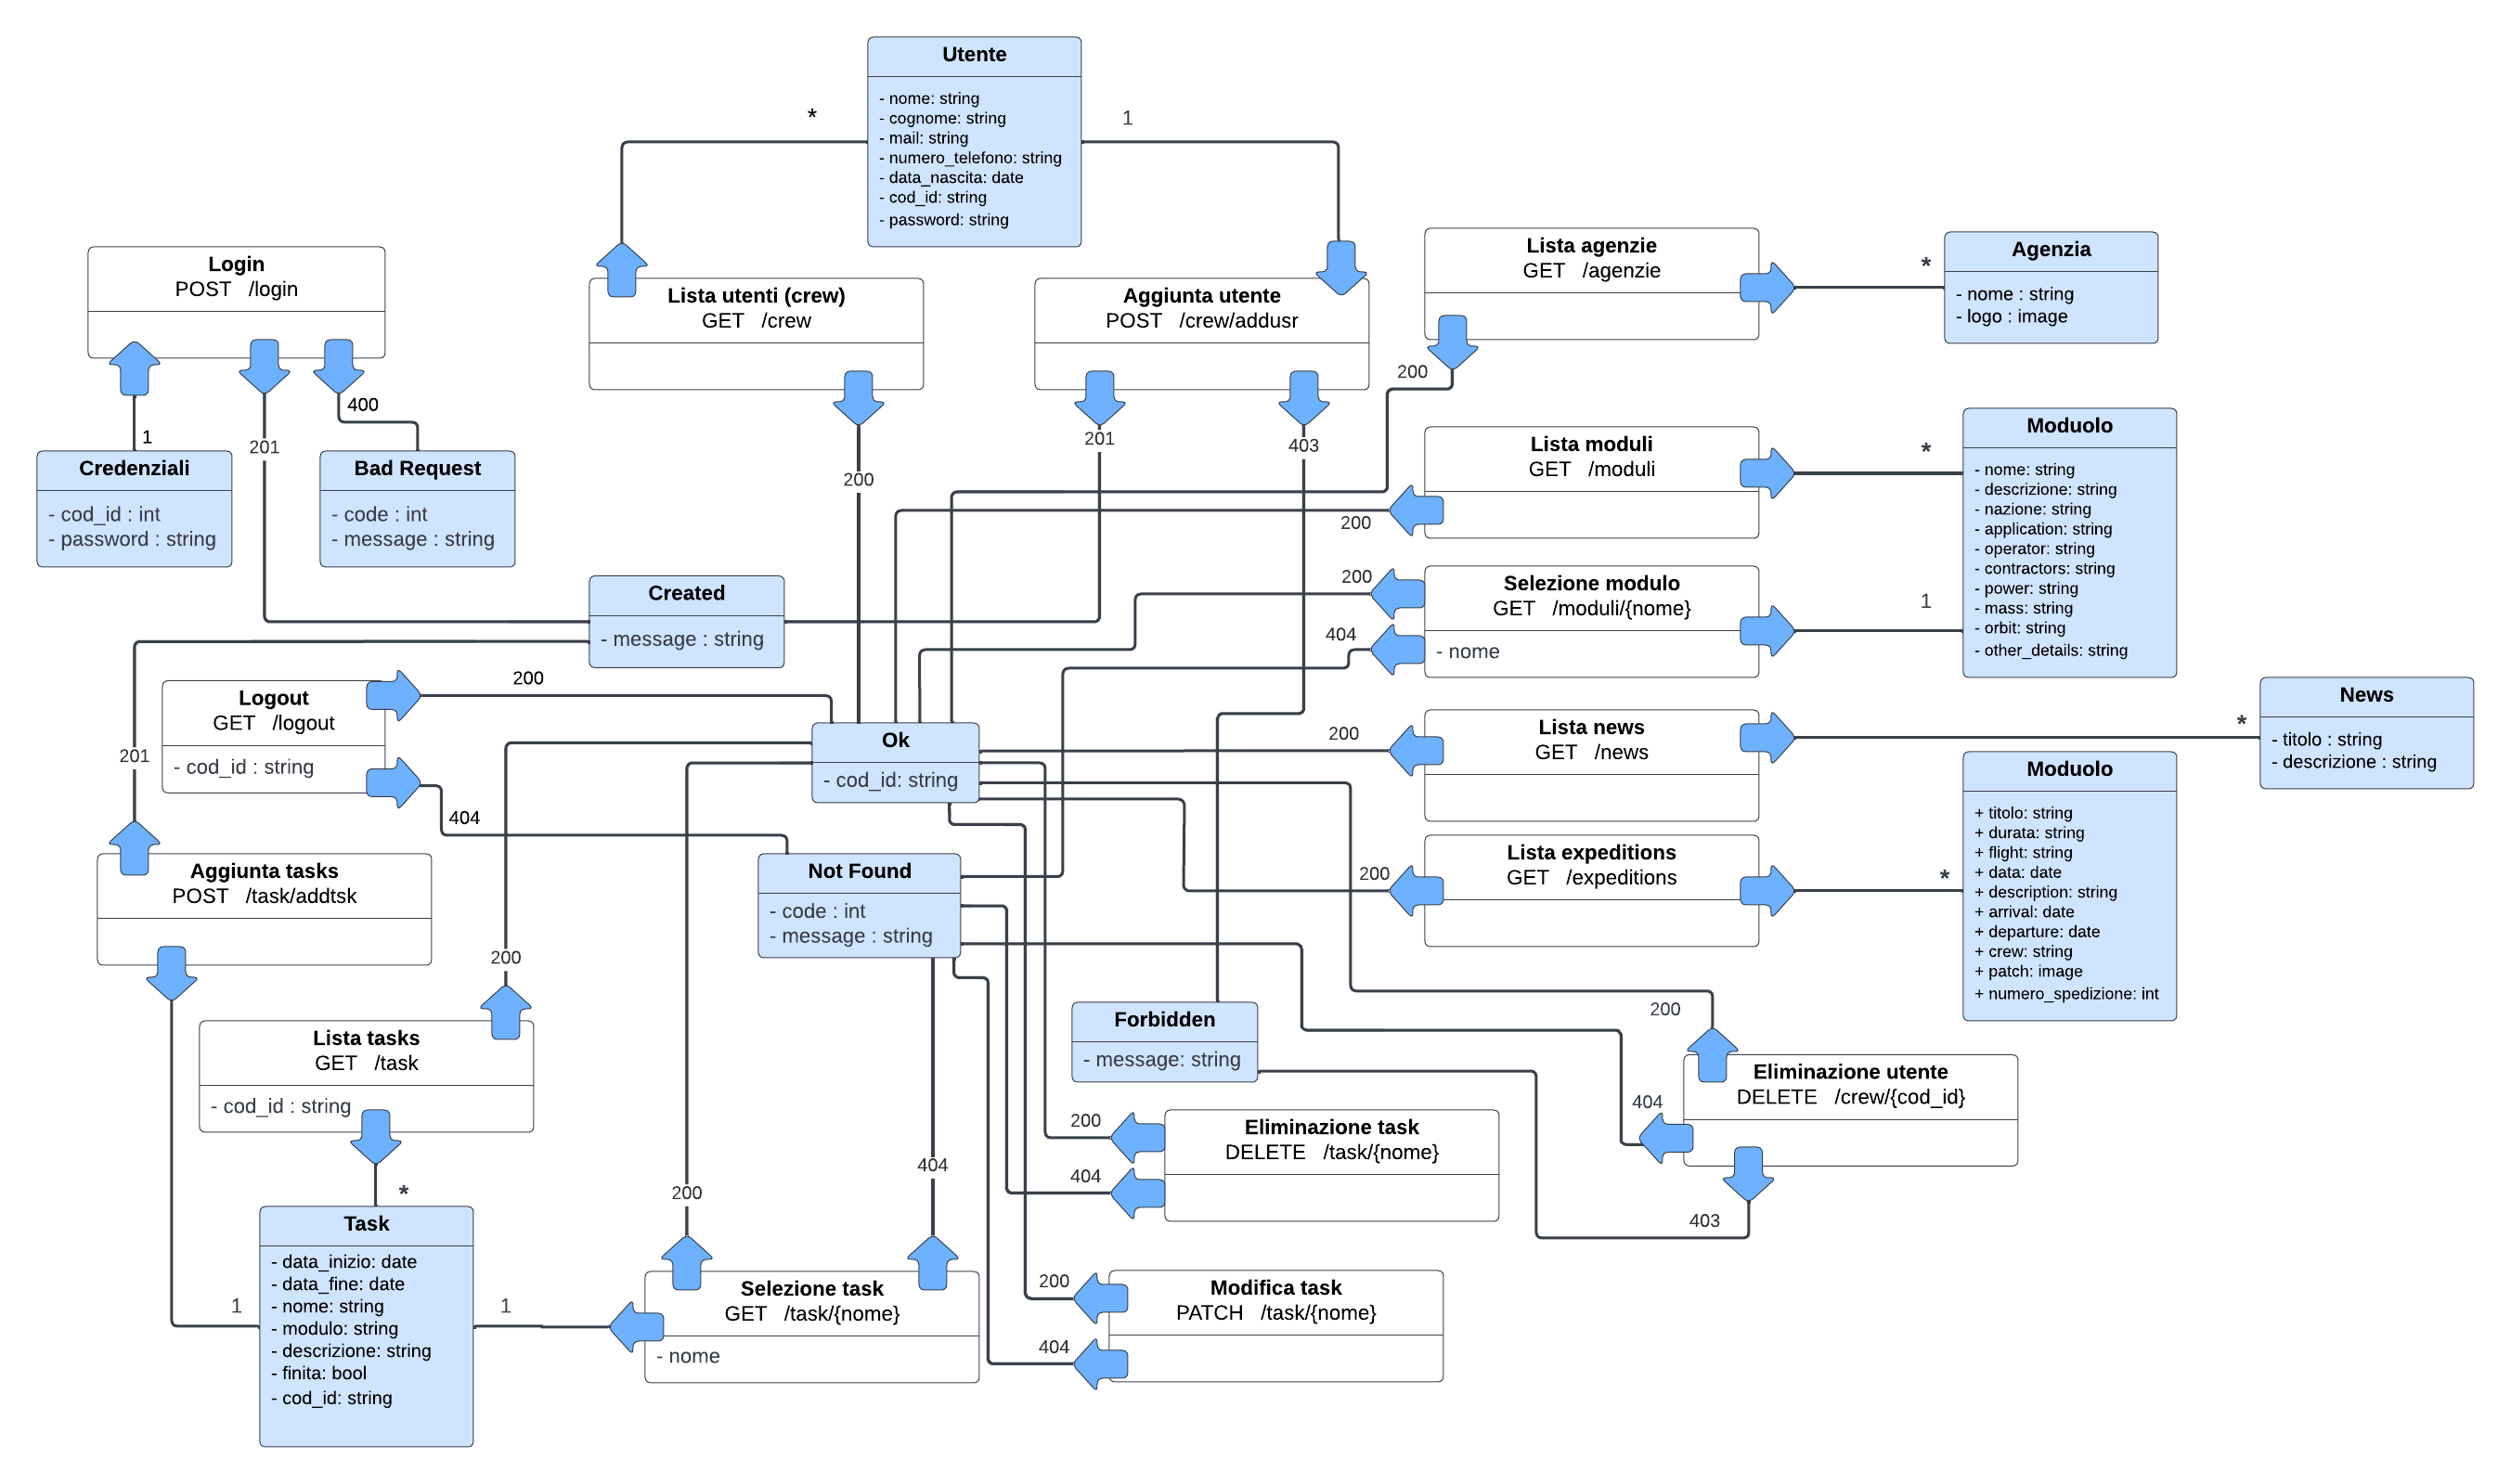 Utente
- nome: string
- cognome: string
- mail: string
- numero_telefono: string
- data_nascita: date
- cod_id: string
- password: string
*
1
Login
POST /login
Lista utenti (crew)
GET /crew
Aggiunta utente
POST /crew/addusr
Lista agenzie
GET /agenzie
*
Agenzia
- nome : string
- logo : image
200
400
1
201
Credenziali
- cod_id : int
- password : string
Bad Request
- code : int
- message : string
200
201
403
Lista moduli
GET /moduli
200
*
Moduolo
- nome: string
- descrizione: string
- nazione: string
- application: string
- operator: string
- contractors: string
- power: string
- mass: string
- orbit: string
- other_details: string
Created
- message : string
200
404
Selezione modulo
GET /moduli/{nome}
- nome
1
Logout
GET /logout
- cod_id : string
200
404
201
Ok
- cod_id: string
200
Lista news
GET /news
*
News
- titolo : string
- descrizione : string
Moduolo
+ titolo: string
+ durata: string
+ flight: string
+ data: date
+ description: string
+ arrival: date
+ departure: date
+ crew: string
+ patch: image
+ numero_spedizione: int
Aggiunta tasks
POST /task/addtsk
Not Found
- code : int
- message : string
200
Lista expeditions
GET /expeditions
*
200
Lista tasks
GET /task
- cod_id : string
Forbidden
- message: string
200
404
403
Eliminazione utente
DELETE /crew/{cod_id}
200
404
Eliminazione task
DELETE /task/{nome}
*
Task
- data_inizio: date
- data_fine: date
- nome: string
- modulo: string
- descrizione: string
- finita: bool
- cod_id: string
1
1
200
404
Selezione task
GET /task/{nome}
- nome
200
404
Modifica task
PATCH /task/{nome}